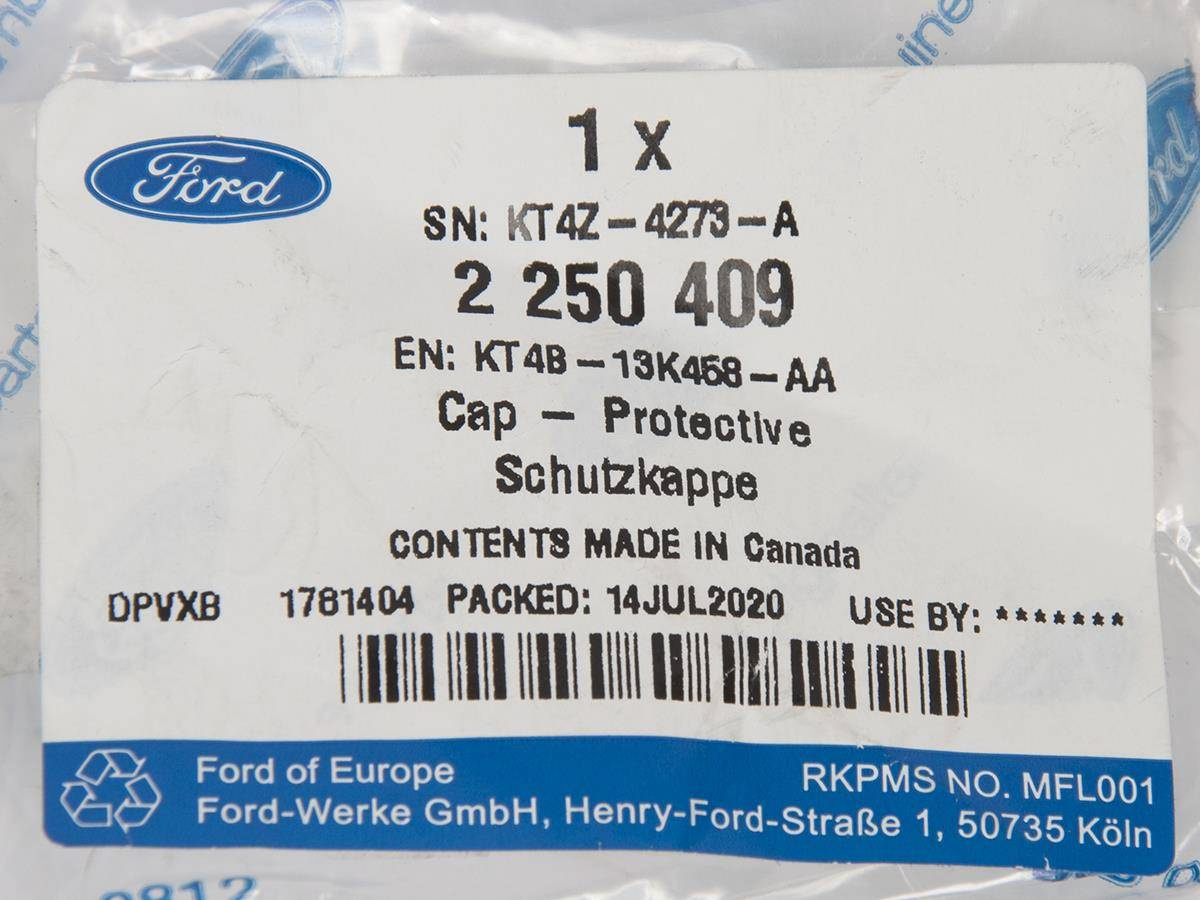 Ford
1 x
SN: KT4Z-4273-A
2 250 409
EN: KT4B-13K458-AA
Cap - Protective
Schutzkappe
CONTENTS MADE IN Canada
DPVXB 1781404 PACKED: 14JUL2020 USE BY: *******
Ford of Europe
Ford-Werke GmbH, Henry-Ford-Straße 1, 50735 Köln
RKPMS NO. MFL001